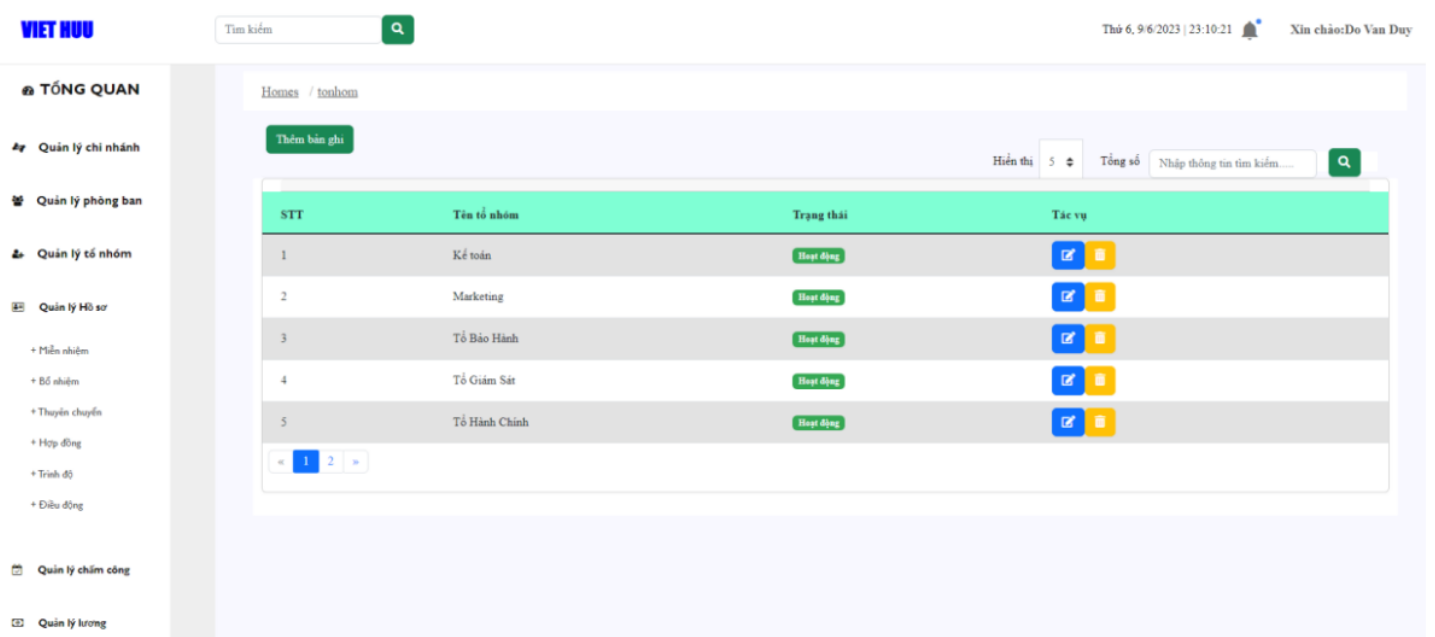 VIET HUU
Tìm kiếm
Thứ 6, 9/6/2023 | 23:10:21
Xin chào:Do Van Duy
TỔNG QUAN
Quản lý chi nhánh
Quản lý phòng ban
Quản lý tổ nhóm
Quản lý Hồ sơ
+ Miễn nhiệm
+ Bổ nhiệm
+ Thuyên chuyển
+ Hợp đồng
+ Trình độ
+ Điều động
Quản lý chấm công
Quản lý lương
Homes / tonhom
Thêm bản ghi
Hiển thị 5 Tổng số Nhập thông tin tìm kiếm.....
STT Tên tổ nhóm Trạng thái Tác vụ
1 Kế toán Hoạt động
2 Marketing Hoạt động
3 Tổ Bảo Hành Hoạt động
4 Tổ Giám Sát Hoạt động
5 Tổ Hành Chính Hoạt động
« 1 2 »